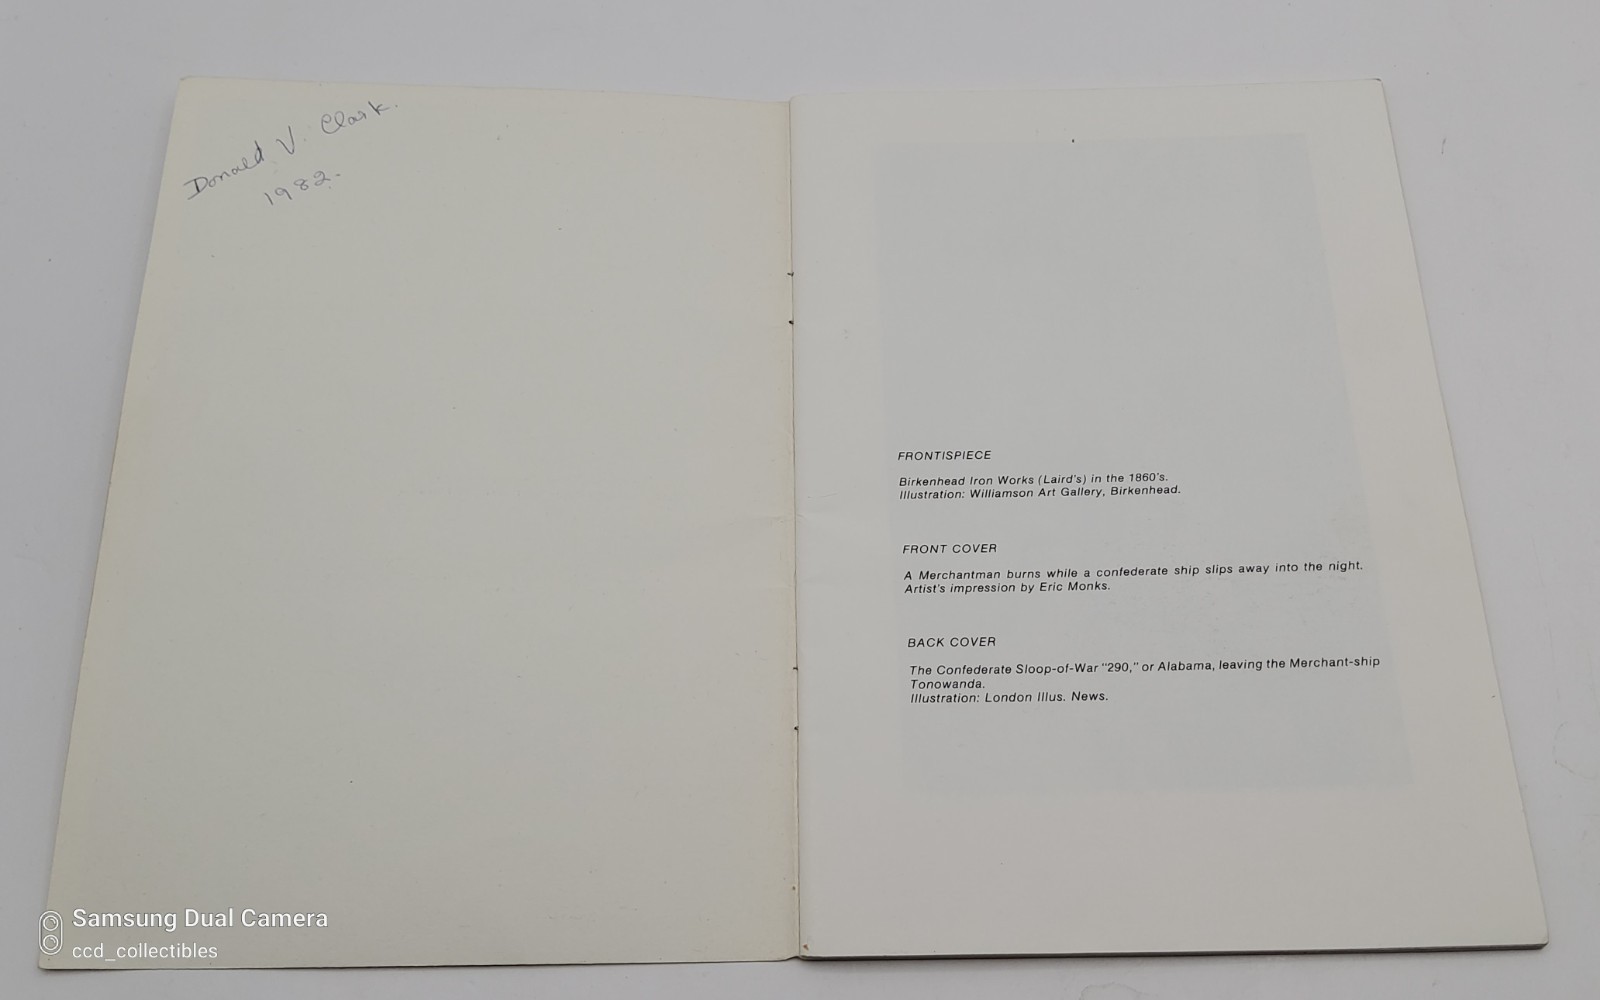 Donald V. Clark.
1982.
FRONTISPIECE
Birkenhead Iron Works (Laird's) in the 1860's.
Illustration: Williamson Art Gallery, Birkenhead.
FRONT COVER
A Merchantman burns while a confederate ship slips away into the night.
Artist's impression by Eric Monks.
BACK COVER
The Confederate Sloop-of-War "290," or Alabama, leaving the Merchant-ship
Tonowanda.
Illustration: London Illus. News.
Samsung Dual Camera
ccd_collectibles